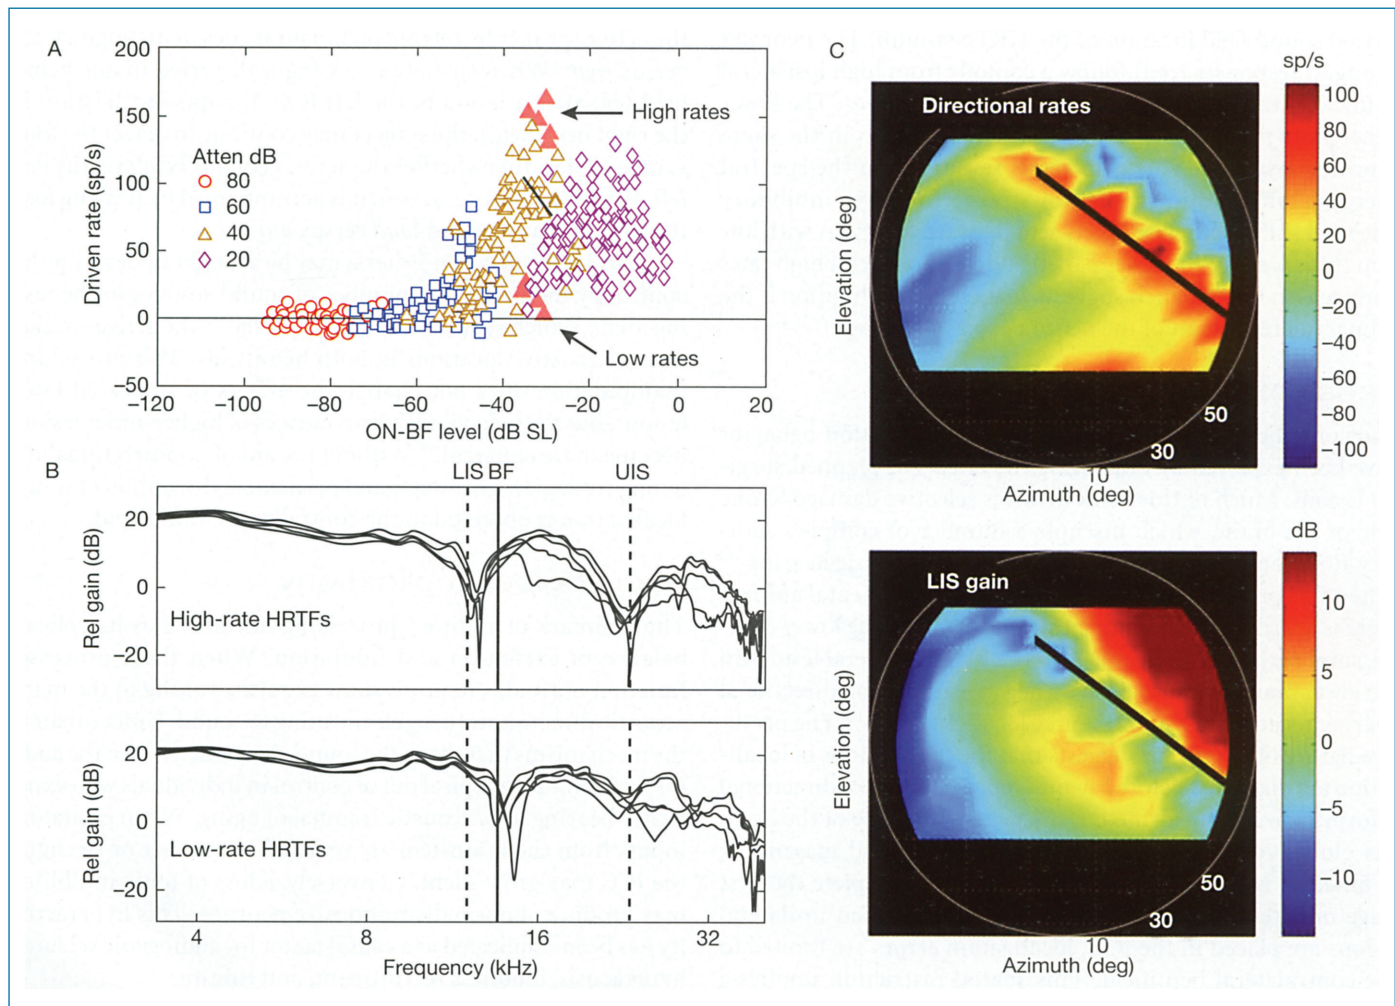 A
200
150
100
50
0
−50
Driven rate (sp/s)
Atten dB
80
60
40
20
High rates
Low rates
−120
−100
−80
−60
−40
−20
0
20
ON-BF level (dB SL)
B
LIS BF
UIS
20
0
−20
Rel gain (dB)
High-rate HRTFs
20
0
−20
Rel gain (dB)
Low-rate HRTFs
4
8
16
32
Frequency (kHz)
C
sp/s
Directional rates
100
80
60
40
20
0
−20
−40
−60
−80
−100
Elevation (deg)
50
30
10
Azimuth (deg)
dB
LIS gain
10
5
0
−5
−10
Elevation (deg)
50
30
10
Azimuth (deg)